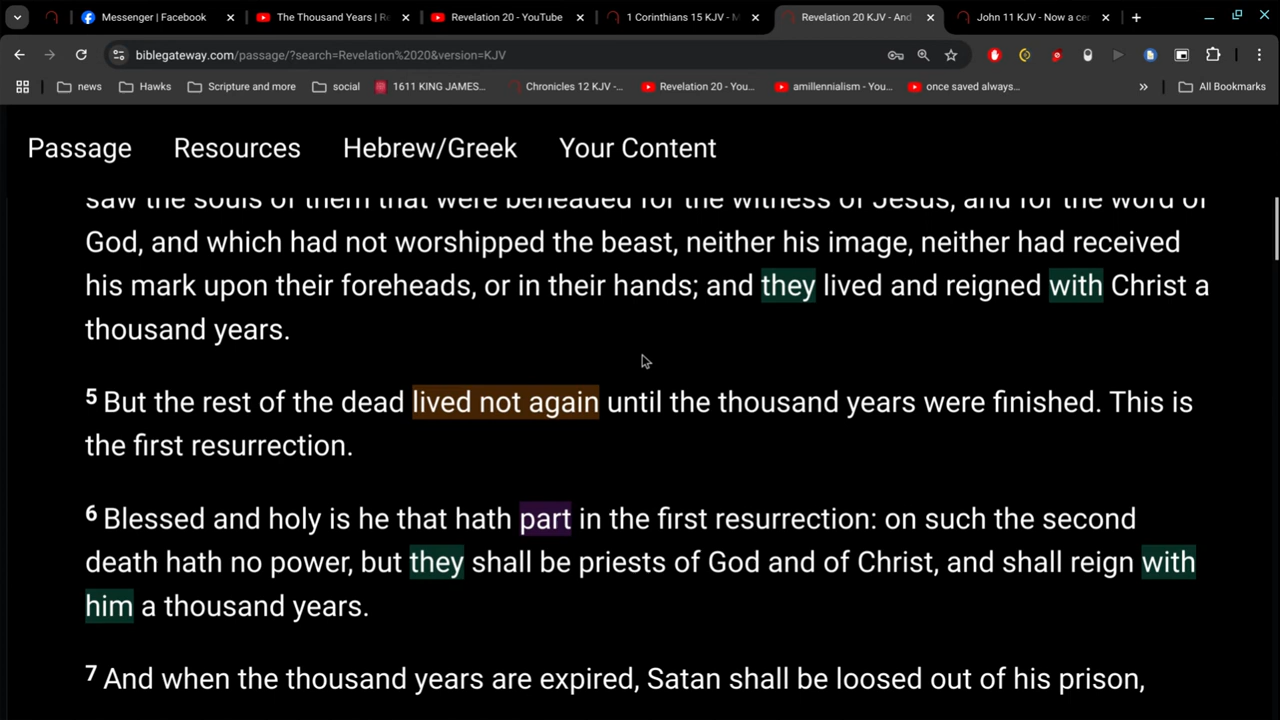 Messenger | Facebook
The Thousand Years | R
Revelation 20 - YouTube
1 Corinthians 15 KJV - M
Revelation 20 KJV - And
John 11 KJV - Now a cer
biblegateway.com/passage/?search=Revelation%2020&version=KJV
news
Hawks
Scripture and more
social
1611 KING JAMES...
Chronicles 12 KJV -...
Revelation 20 - You...
amillennialism - You...
once saved always...
All Bookmarks
Passage
Resources
Hebrew/Greek
Your Content
saw the souls of them that were beheaded for the witness of Jesus, and for the word of
God, and which had not worshipped the beast, neither his image, neither had received
his mark upon their foreheads, or in their hands; and they lived and reigned with Christ a
thousand years.
5 But the rest of the dead lived not again until the thousand years were finished. This is
the first resurrection.
6 Blessed and holy is he that hath part in the first resurrection: on such the second
death hath no power, but they shall be priests of God and of Christ, and shall reign with
him a thousand years.
7 And when the thousand years are expired, Satan shall be loosed out of his prison,